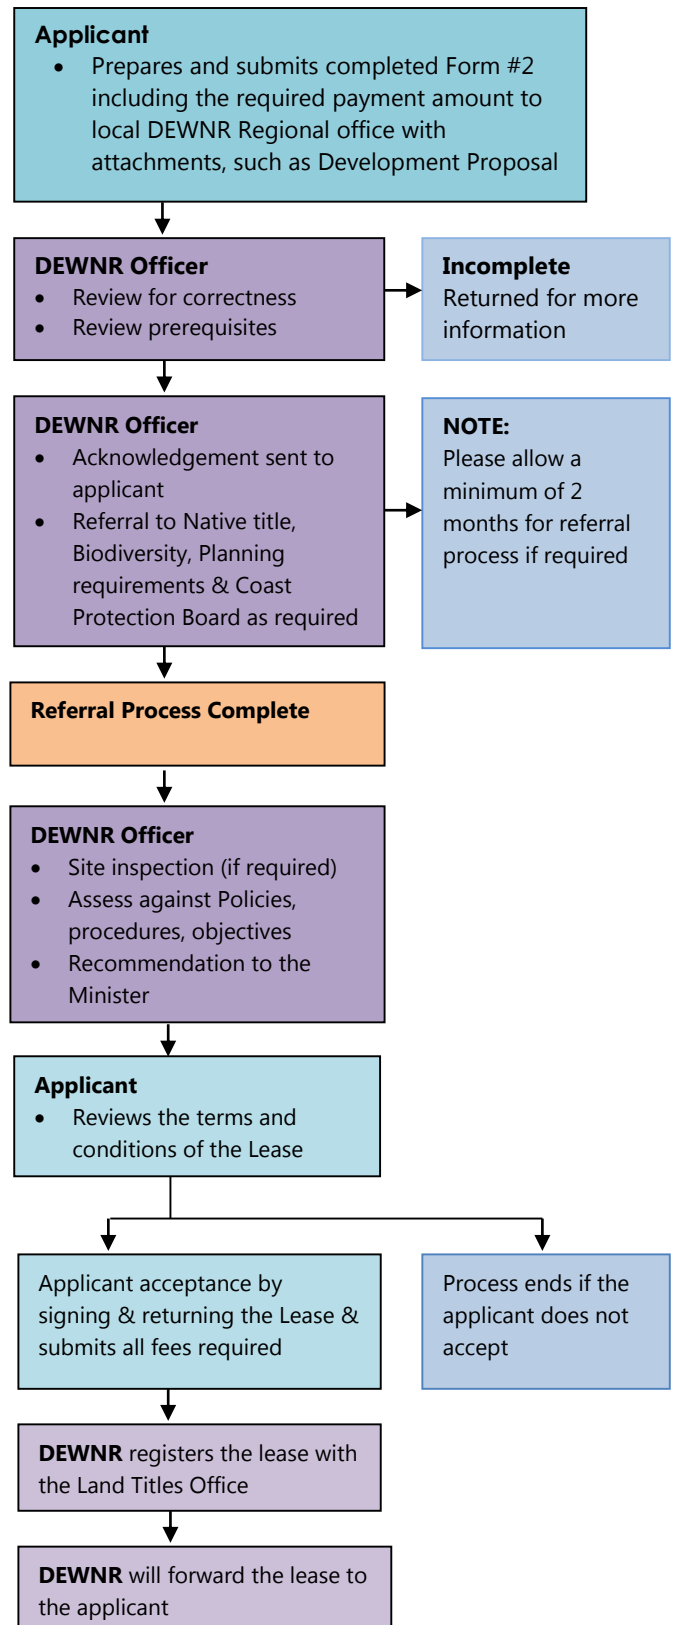 Applicant
• Prepares and submits completed Form #2
including the required payment amount to
local DEWNR Regional office with
attachments, such as Development Proposal
DEWNR Officer
• Review for correctness
• Review prerequisites
Incomplete
Returned for more
information
DEWNR Officer
• Acknowledgement sent to
applicant
• Referral to Native title,
Biodiversity, Planning
requirements & Coast
Protection Board as required
NOTE:
Please allow a
minimum of 2
months for referral
process if required
Referral Process Complete
DEWNR Officer
• Site inspection (if required)
• Assess against Policies,
procedures, objectives
• Recommendation to the
Minister
Applicant
• Reviews the terms and
conditions of the Lease
Applicant acceptance by
signing & returning the Lease &
submits all fees required
Process ends if the
applicant does not
accept
DEWNR registers the lease with
the Land Titles Office
DEWNR will forward the lease to
the applicant